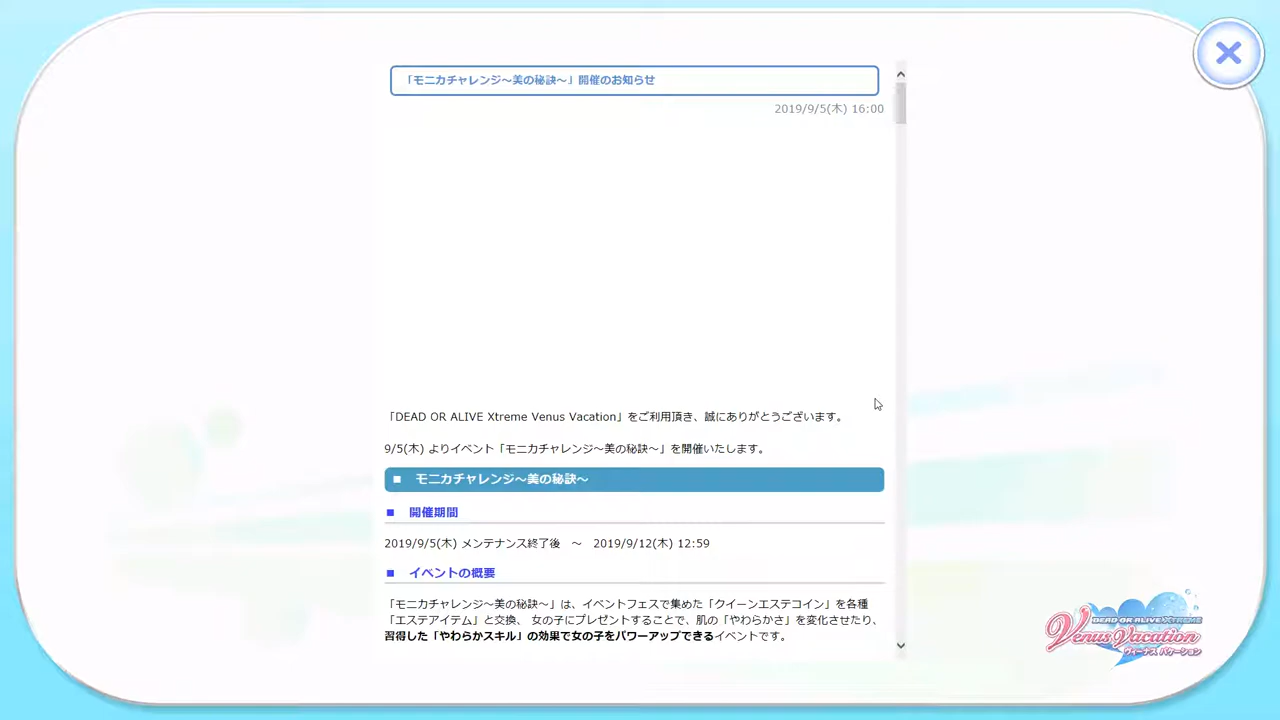 「モニカチャレンジ～美の秘訣～」開催のお知らせ
2019/9/5(木) 16:00
「DEAD OR ALIVE Xtreme Venus Vacation」をご利用頂き、誠にありがとうございます。
9/5(木) よりイベント「モニカチャレンジ～美の秘訣～」を開催いたします。
■ モニカチャレンジ～美の秘訣～
■ 開催期間
2019/9/5(木) メンテナンス終了後 ～ 2019/9/12(木) 12:59
■ イベントの概要
「モニカチャレンジ～美の秘訣～」は、イベントフェスで集めた「クイーンエステコイン」を各種
「エステアイテム」と交換、 女の子にプレゼントすることで、肌の「やわらかさ」を変化させたり、
習得した「やわらかスキル」の効果で女の子をパワーアップできるイベントです。
DEAD OR ALIVE XTREME
Venus Vacation
ヴィーナス バケーション